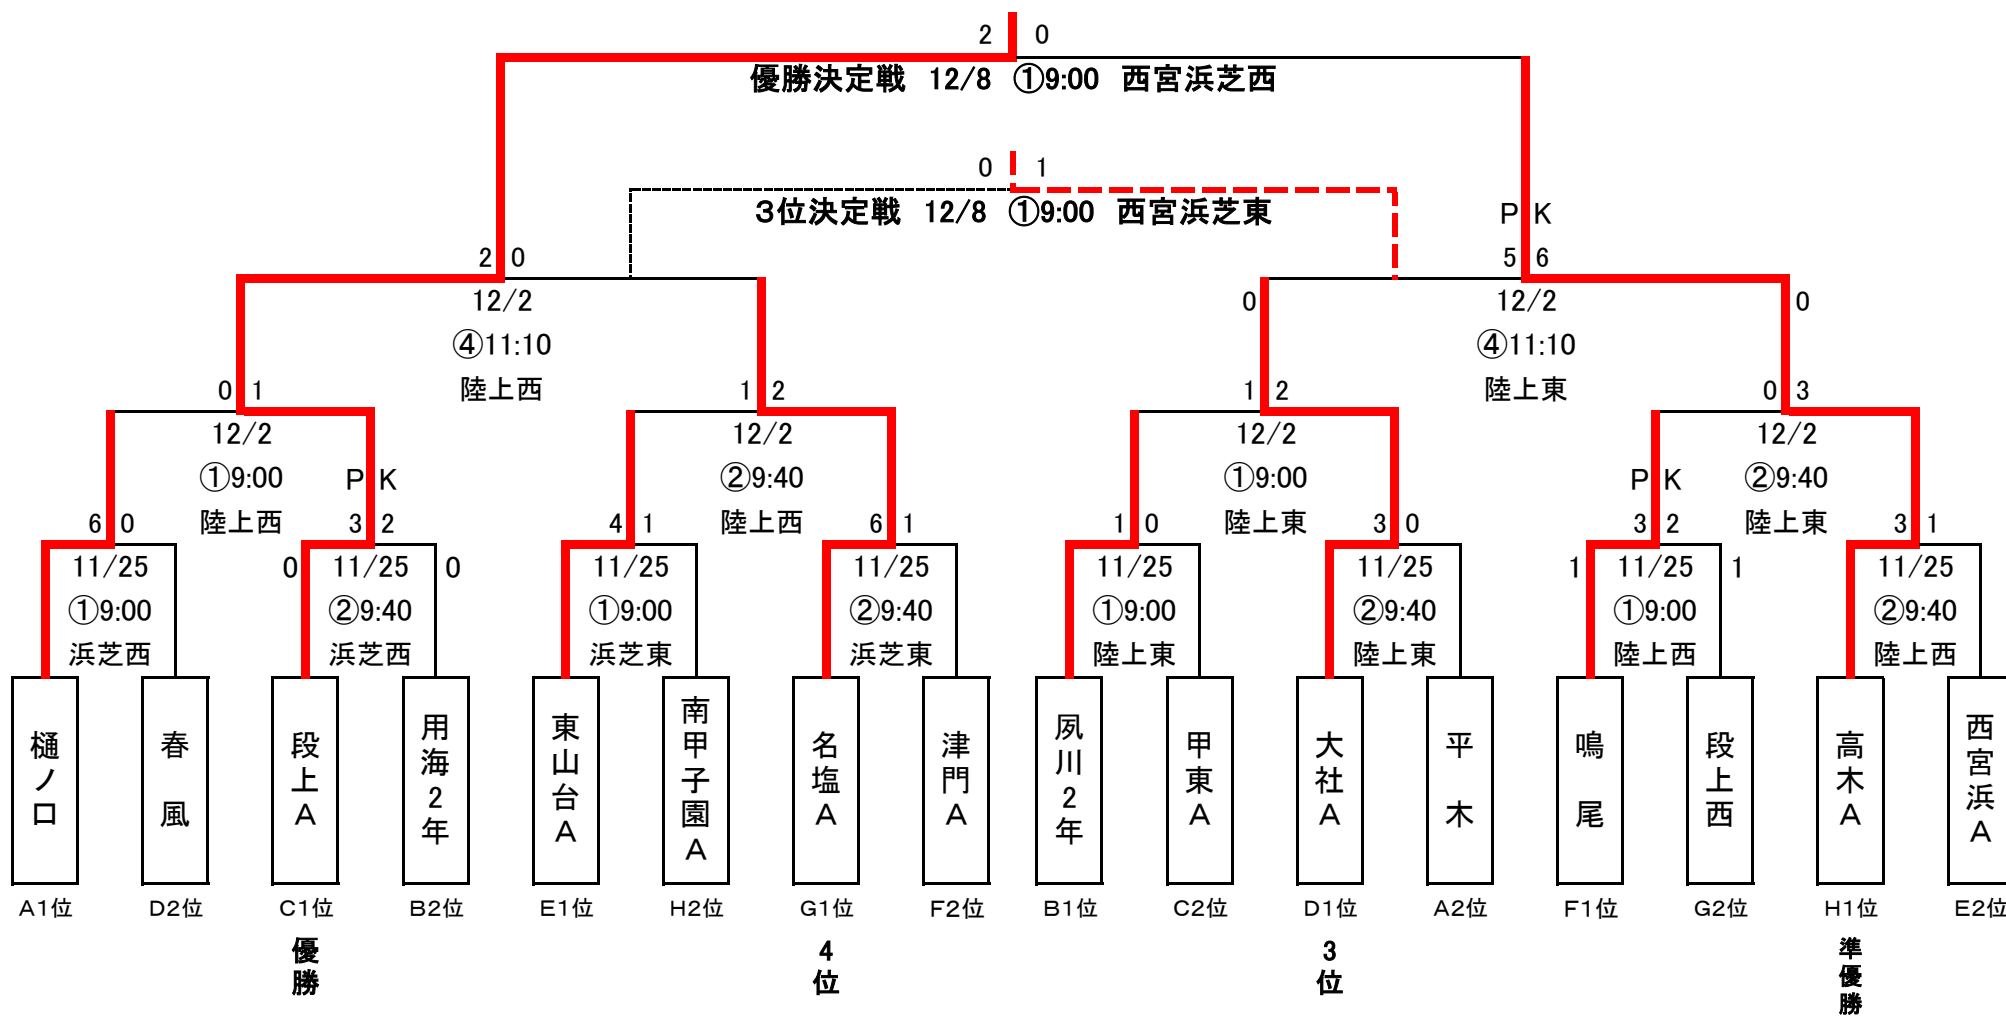 2 0
優勝決定戦 12/8 ①9:00 西宮浜芝西
0 1
3位決定戦 12/8 ①9:00 西宮浜芝東
PK
2 0 5 6
12/2 0 12/2 0
④11:10 ④11:10
陸上西 陸上東
0 1 1 2 1 2 0 3
12/2 12/2 12/2 12/2
①9:00 PK ②9:40 ①9:00 PK ②9:40
陸上西 陸上西 陸上東 陸上東
6 0 3 2 4 1 6 1 1 0 3 0 3 2 3 1
11/25 0 11/25 0 11/25 11/25 11/25 11/25 1 11/25 1 11/25
①9:00 ②9:40 ①9:00 ②9:40 ①9:00 ②9:40 ①9:00 ②9:40
浜芝西 浜芝西 浜芝東 浜芝東 陸上東 陸上東 陸上西 陸上西
樋ノ口
春風
段上A
用海2年
東山台A
南甲子園A
名塩A
津門A
夙川2年
甲東A
大社A
平木
鳴尾
段上西
高木A
西宮浜A
A1位 D2位 C1位 B2位 E1位 H2位 G1位 F2位 B1位 C2位 D1位 A2位 F1位 G2位 H1位 E2位
優勝
4位
3位
準優勝